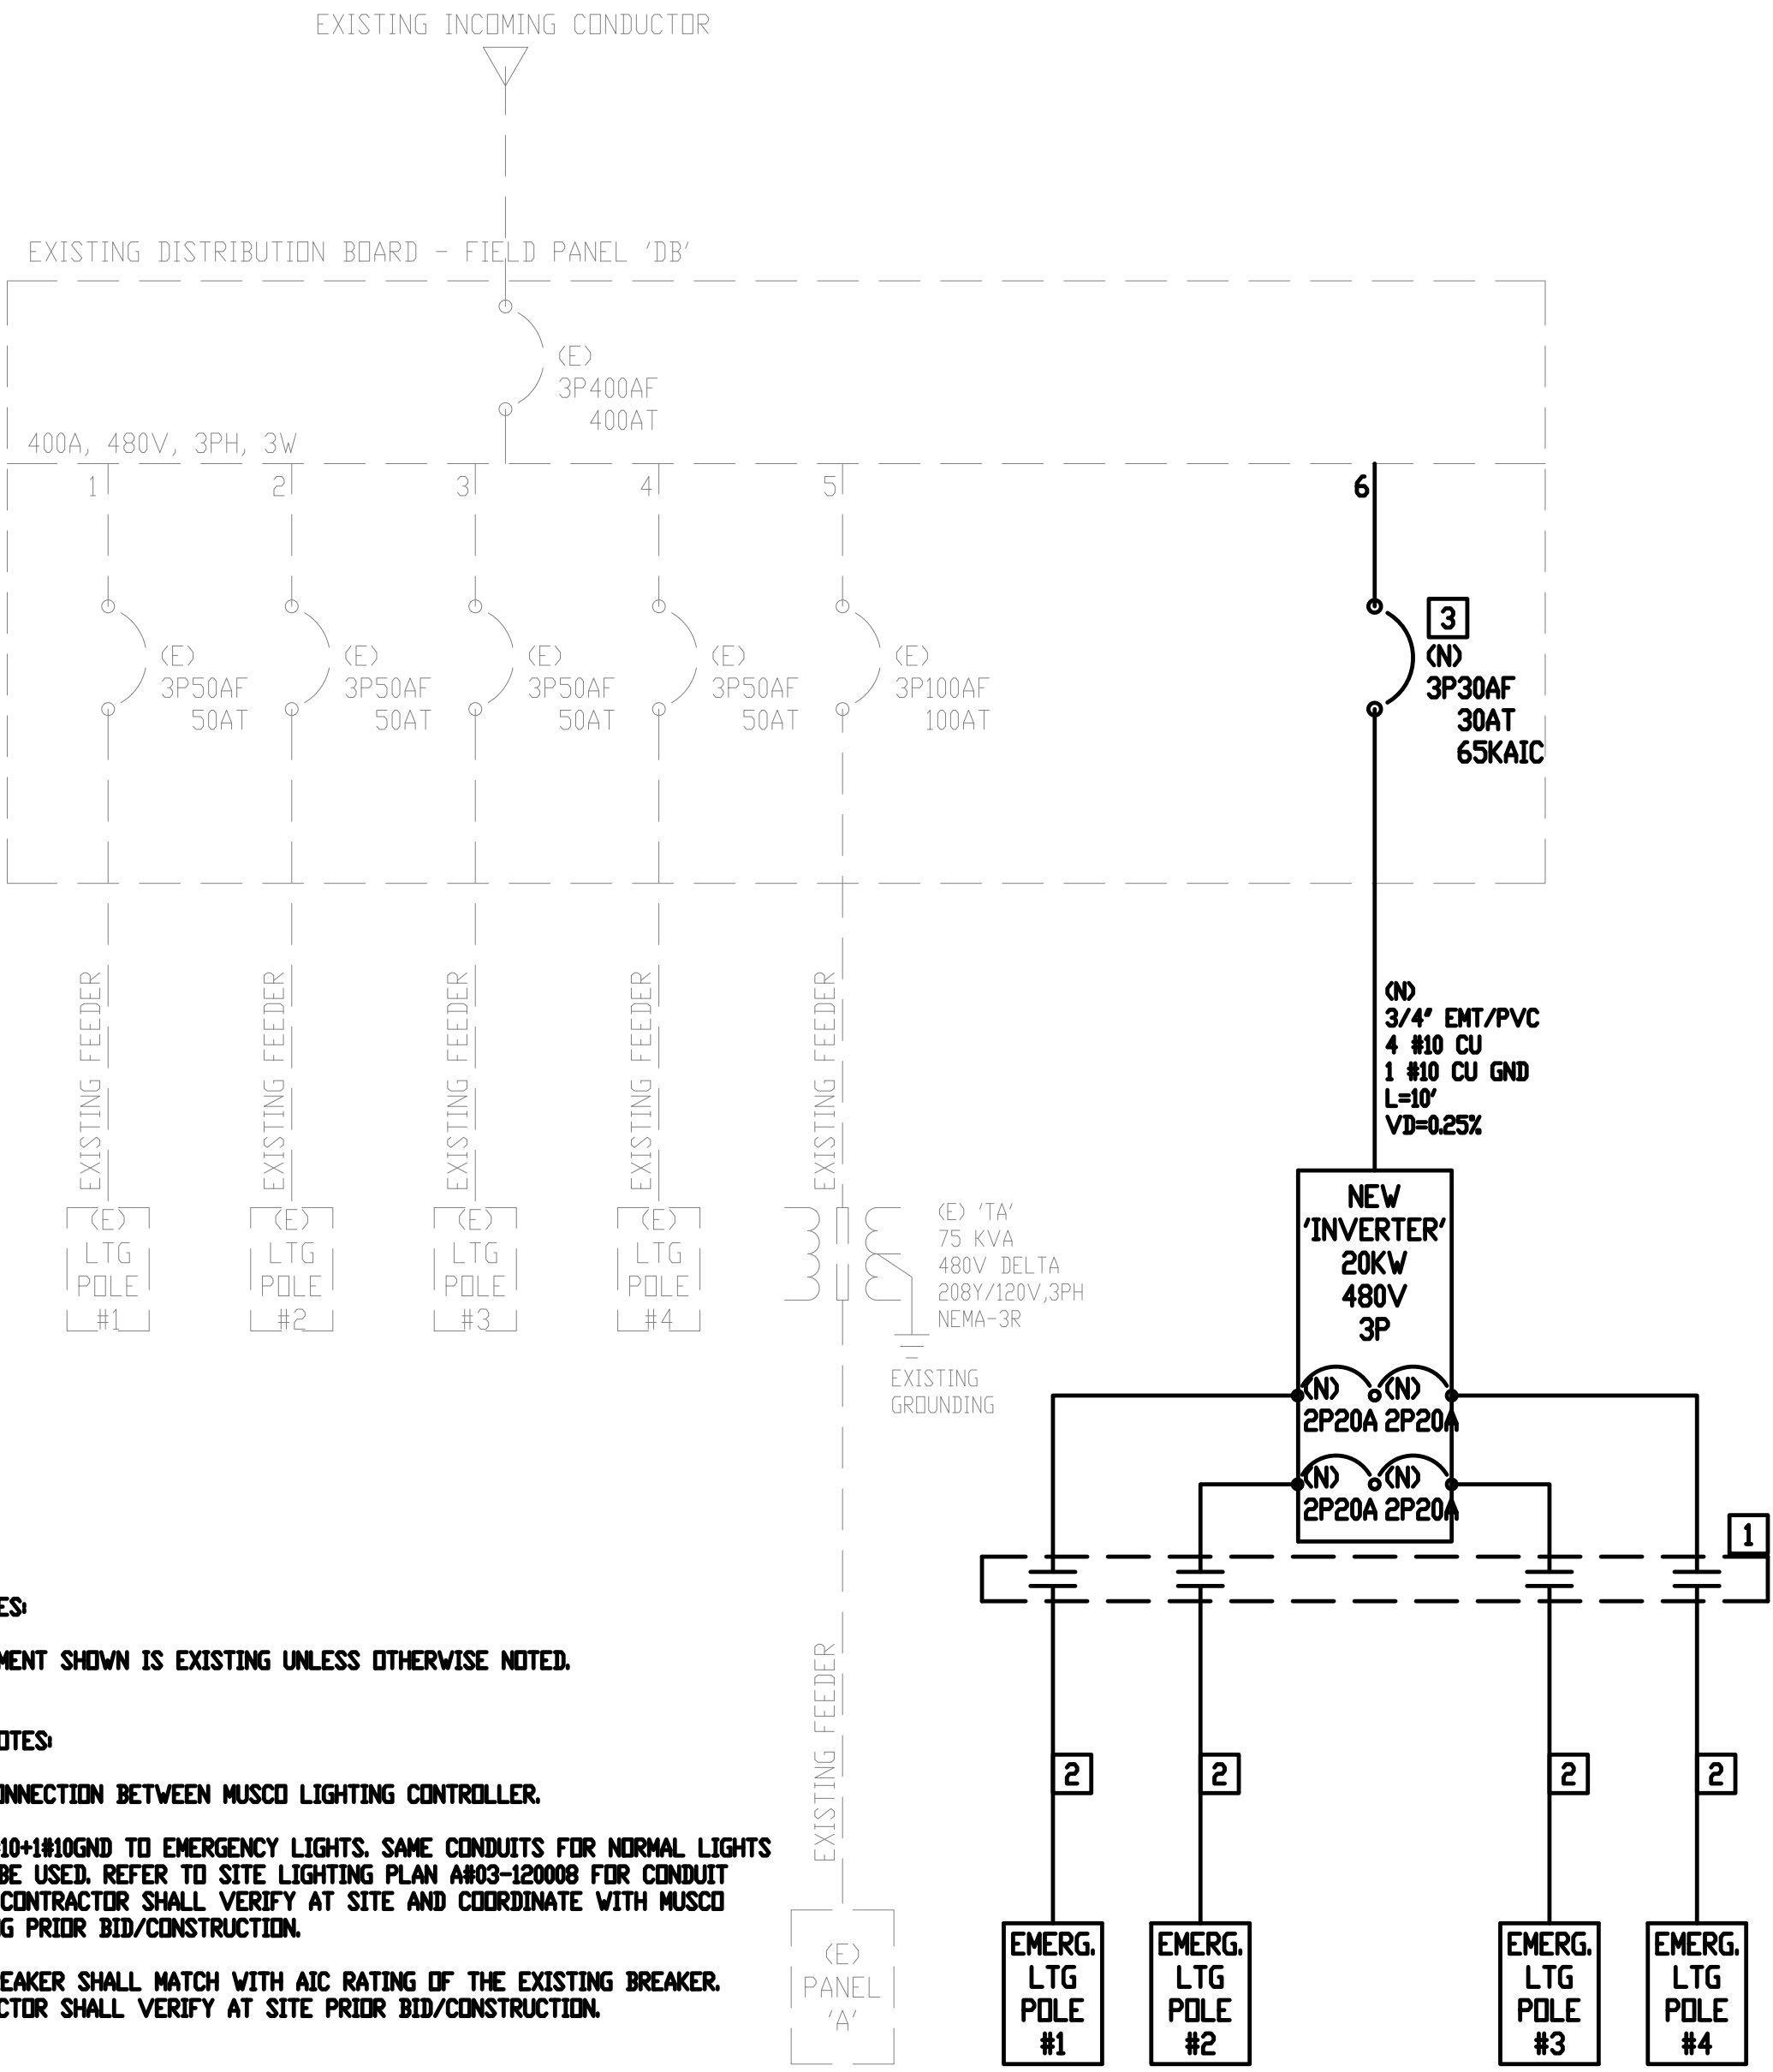 EXISTING INCOMING CONDUCTOR
EXISTING DISTRIBUTION BOARD - FIELD PANEL 'DB'
(E)
3P400AF
400AT
400A, 480V, 3PH, 3W
1
2
3
4
5
6
(E)
3P50AF
50AT
(E)
3P50AF
50AT
(E)
3P50AF
50AT
(E)
3P50AF
50AT
(E)
3P100AF
100AT
3
(N)
3P30AF
30AT
65KAIC
EXISTING FEEDER
EXISTING FEEDER
EXISTING FEEDER
EXISTING FEEDER
EXISTING FEEDER
(N)
3/4" EMT/PVC
4 #10 CU
1 #10 CU GND
L=10'
VD=0.25%
(E)
LTG
POLE
#1
(E)
LTG
POLE
#2
(E)
LTG
POLE
#3
(E)
LTG
POLE
#4
(E) 'TA'
75 KVA
480V DELTA
208Y/120V,3PH
NEMA-3R
EXISTING
GROUNDING
NEW
'INVERTER'
20KW
480V
3P
(N) (N)
2P20A 2P20A
(N) (N)
2P20A 2P20A
1
ES:
MENT SHOWN IS EXISTING UNLESS OTHERWISE NOTED.
OTES:
ONNECTION BETWEEN MUSCO LIGHTING CONTROLLER.
10+1#10GND TO EMERGENCY LIGHTS. SAME CONDUITS FOR NORMAL LIGHTS
BE USED. REFER TO SITE LIGHTING PLAN A#03-120008 FOR CONDUIT
CONTRACTOR SHALL VERIFY AT SITE AND COORDINATE WITH MUSCO
G PRIOR BID/CONSTRUCTION.
EAKER SHALL MATCH WITH AIC RATING OF THE EXISTING BREAKER.
CTOR SHALL VERIFY AT SITE PRIOR BID/CONSTRUCTION.
EXISTING FEEDER
2
2
2
2
(E)
PANEL
'A'
EMERG.
LTG
POLE
#1
EMERG.
LTG
POLE
#2
EMERG.
LTG
POLE
#3
EMERG.
LTG
POLE
#4